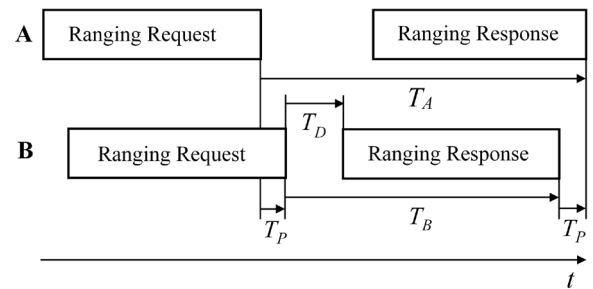 A Ranging Request Ranging Response
T_A
T_D
B Ranging Request Ranging Response
T_P T_B T_P
t